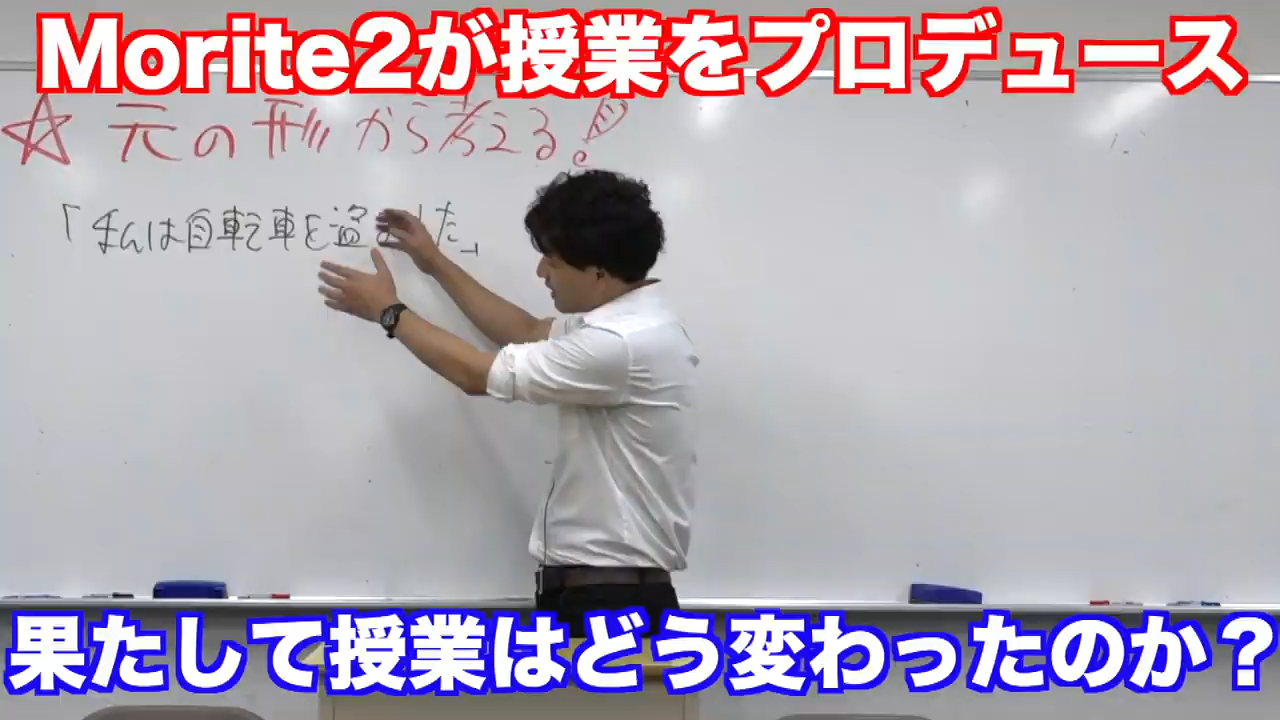 Morite2が授業をプロデュース
☆元の形から考える!
「私は自転車を盗まれた」
果たして授業はどう変わったのか?